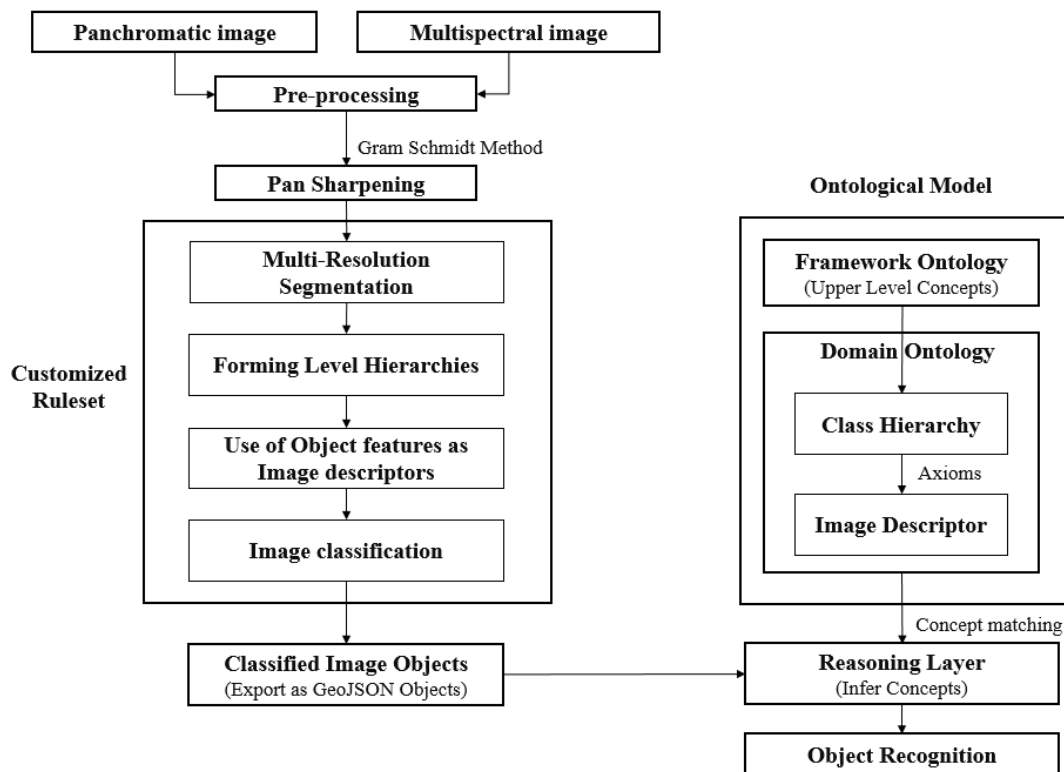 Panchromatic image
Multispectral image
Pre-processing
Gram Schmidt Method
Pan Sharpening
Customized
Ruleset
Multi-Resolution
Segmentation
Forming Level Hierarchies
Use of Object features as
Image descriptors
Image classification
Classified Image Objects
(Export as GeoJSON Objects)
Ontological Model
Framework Ontology
(Upper Level Concepts)
Domain Ontology
Class Hierarchy
Axioms
Image Descriptor
Concept matching
Reasoning Layer
(Infer Concepts)
Object Recognition